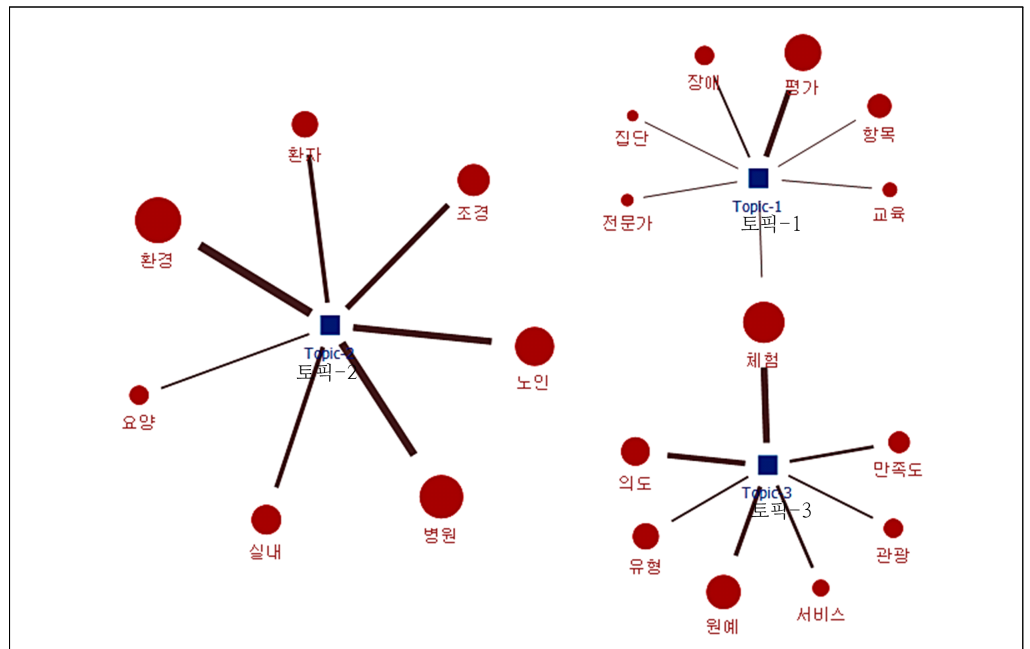 환자
조경
환경
Topic-2
토픽-2
노인
요양
실내
병원
장애
평가
항목
집단
전문가
교육
Topic-1
토픽-1
체험
의도
만족도
Topic-3
토픽-3
유형
관광
원예
서비스